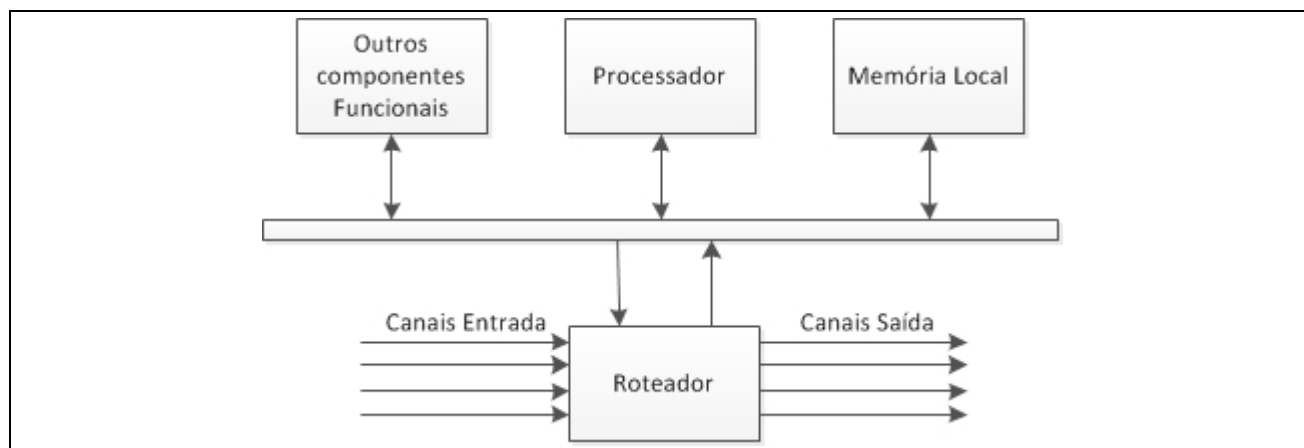 Outros
componentes
Funcionais
Processador
Memória Local
Canais Entrada
Canais Saída
Roteador